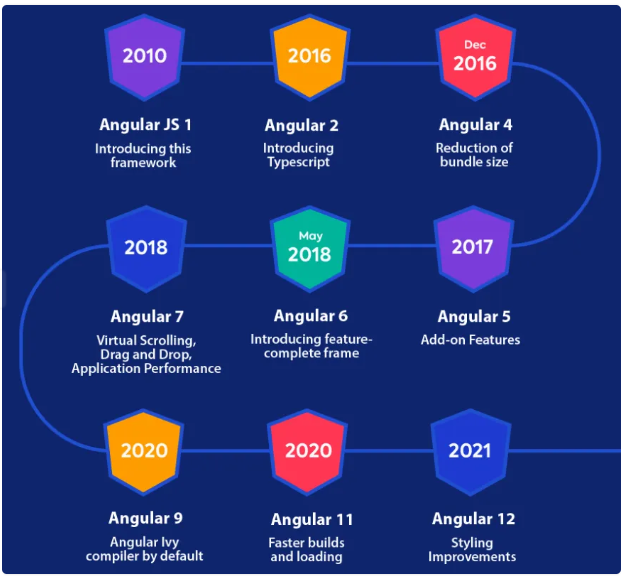 2010
Angular JS 1
Introducing this
framework
2016
Angular 2
Introducing
Typescript
Dec
2016
Angular 4
Reduction of
bundle size
2017
Angular 5
Add-on Features
May
2018
Angular 6
Introducing feature-
complete frame
2018
Angular 7
Virtual Scrolling,
Drag and Drop,
Application Performance
2020
Angular 9
Angular Ivy
compiler by default
2020
Angular 11
Faster builds
and loading
2021
Angular 12
Styling
Improvements